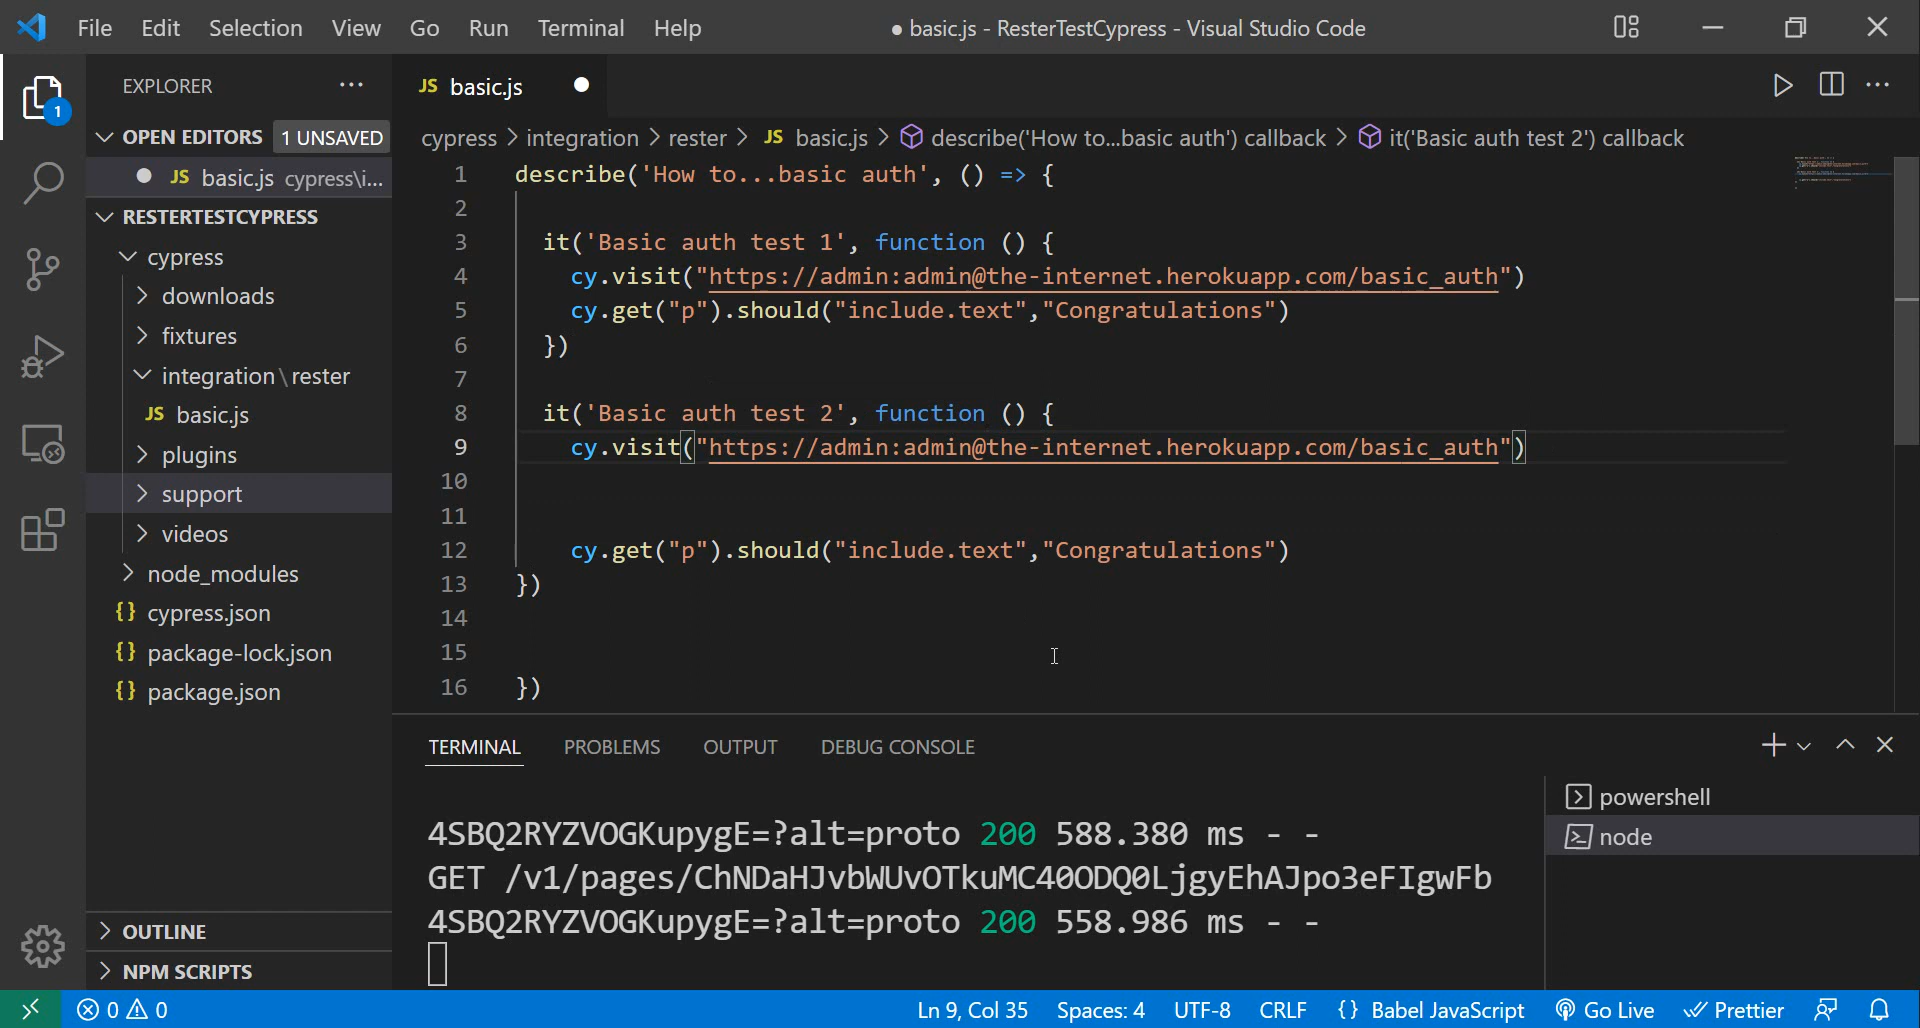 File Edit Selection View Go Run Terminal Help
● basic.js - ResterTestCypress - Visual Studio Code
1
EXPLORER ···
OPEN EDITORS 1 UNSAVED
JS basic.js cypress\i...
RESTERTESTCYPRESS
cypress
downloads
fixtures
integration\rester
JS basic.js
plugins
support
videos
node_modules
{} cypress.json
{} package-lock.json
{} package.json
OUTLINE
NPM SCRIPTS
JS basic.js
cypress > integration > rester > JS basic.js > describe('How to...basic auth') callback > it('Basic auth test 2') callback
1 describe('How to...basic auth', () => {
2
3 it('Basic auth test 1', function () {
4 cy.visit("https://admin:admin@the-internet.herokuapp.com/basic_auth")
5 cy.get("p").should("include.text","Congratulations")
6 })
7
8 it('Basic auth test 2', function () {
9 cy.visit("https://admin:admin@the-internet.herokuapp.com/basic_auth")
10
11
12 cy.get("p").should("include.text","Congratulations")
13 })
14
15
16 })
TERMINAL PROBLEMS OUTPUT DEBUG CONSOLE
4SBQ2RYZVOGKupygE=?alt=proto 200 588.380 ms - -
GET /v1/pages/ChNDaHJvbWUvOTkuMC40ODQ0LjgyEhAJpo3eFIgwFb
4SBQ2RYZVOGKupygE=?alt=proto 200 558.986 ms - -
powershell
node
0 0 Ln 9, Col 35 Spaces: 4 UTF-8 CRLF {} Babel JavaScript Go Live Prettier